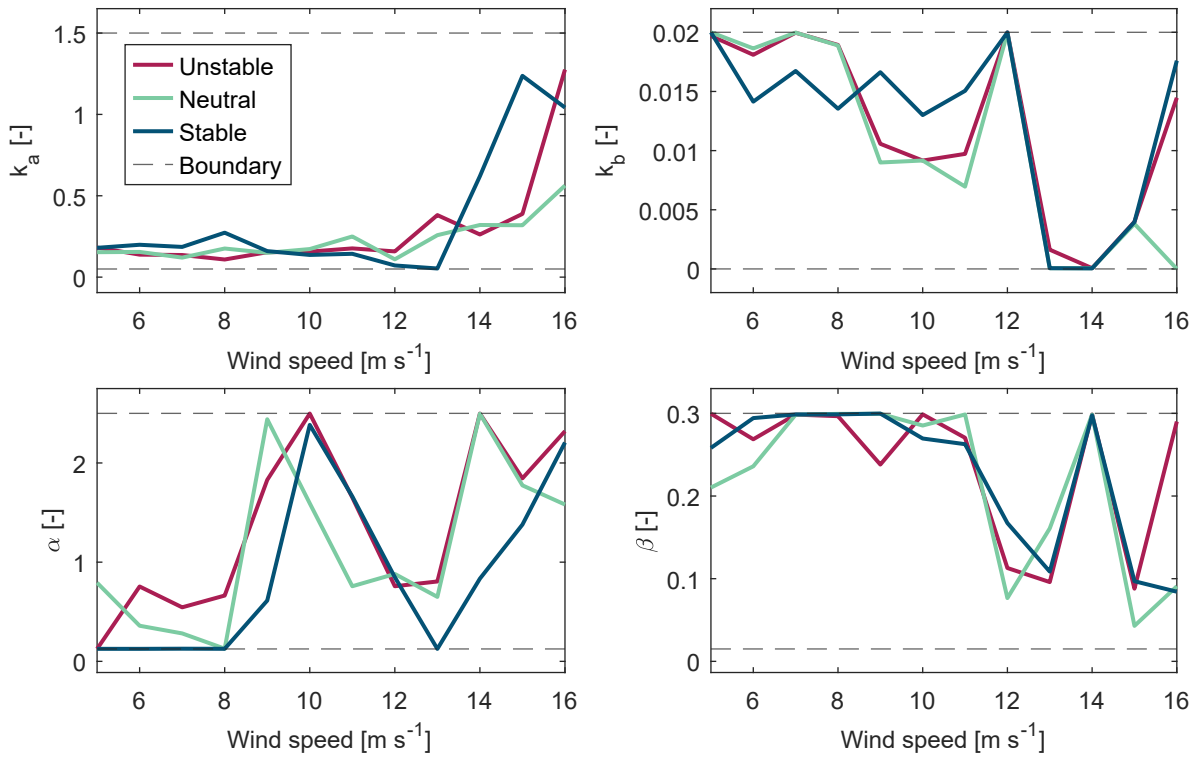 1.5
1
0.5
0
k_a [-]
Unstable
Neutral
Stable
Boundary
6 8 10 12 14 16
Wind speed [m s^-1]
0.02
0.015
0.01
0.005
0
k_b [-]
6 8 10 12 14 16
Wind speed [m s^-1]
2
1
0
α [-]
6 8 10 12 14 16
Wind speed [m s^-1]
0.3
0.2
0.1
0
β [-]
6 8 10 12 14 16
Wind speed [m s^-1]